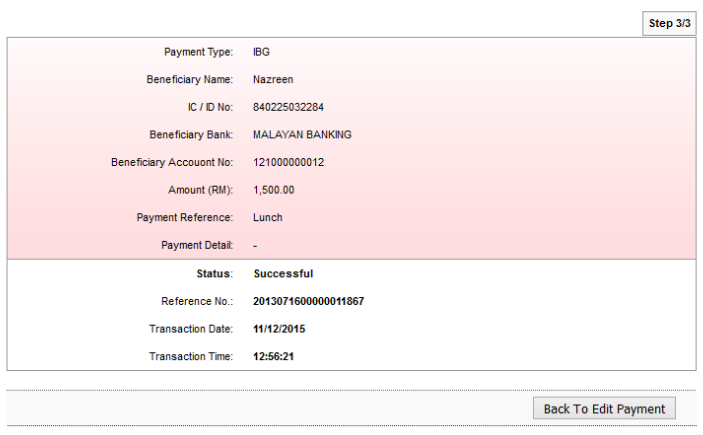 Step 3/3
Payment Type: IBG
Beneficiary Name: Nazreen
IC / ID No: 840225032284
Beneficiary Bank: MALAYAN BANKING
Beneficiary Accouont No: 121000000012
Amount (RM): 1,500.00
Payment Reference: Lunch
Payment Detail: -
Status: Successful
Reference No.: 2013071600000011867
Transaction Date: 11/12/2015
Transaction Time: 12:56:21
Back To Edit Payment